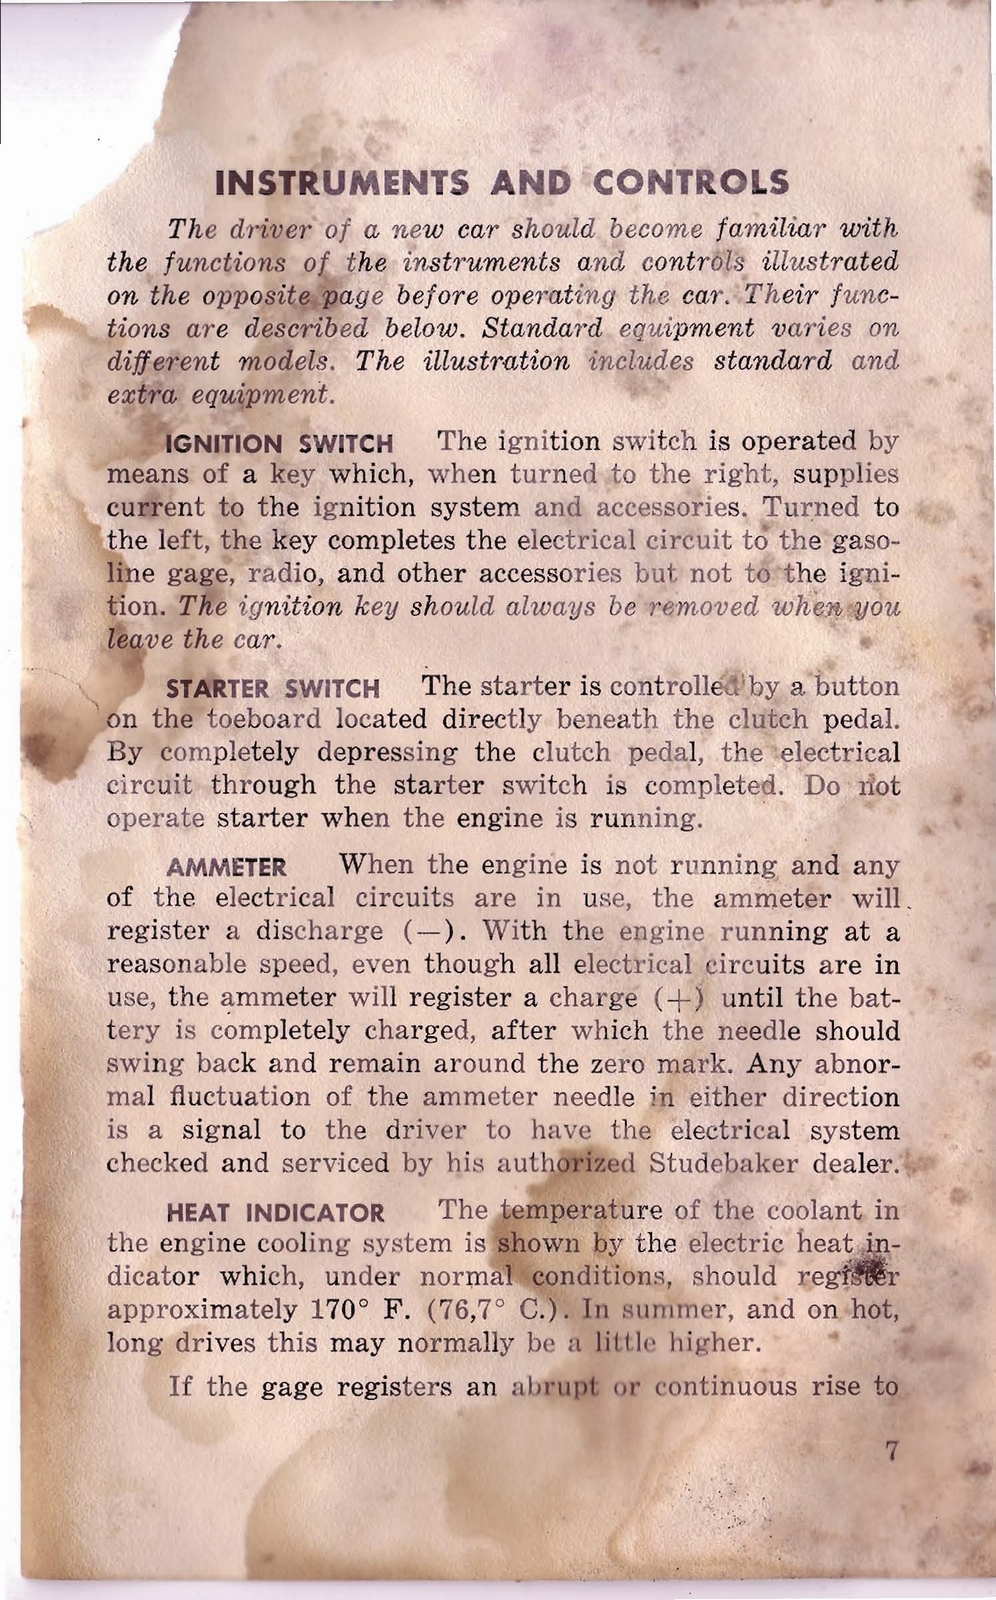 INSTRUMENTS AND CONTROLS
The driver of a new car should become familiar with
the functions of the instruments and controls illustrated
on the opposite page before operating the car. Their func-
tions are described below. Standard equipment varies on
different models. The illustration includes standard and
extra equipment.
IGNITION SWITCH The ignition switch is operated by
means of a key which, when turned to the right, supplies
current to the ignition system and accessories. Turned to
the left, the key completes the electrical circuit to the gaso-
line gage, radio, and other accessories but not to the igni-
tion. The ignition key should always be removed when you
leave the car.
STARTER SWITCH The starter is controlled by a button
on the toeboard located directly beneath the clutch pedal.
By completely depressing the clutch pedal, the electrical
circuit through the starter switch is completed. Do not
operate starter when the engine is running.
AMMETER When the engine is not running and any
of the electrical circuits are in use, the ammeter will
register a discharge (—). With the engine running at a
reasonable speed, even though all electrical circuits are in
use, the ammeter will register a charge (+) until the bat-
tery is completely charged, after which the needle should
swing back and remain around the zero mark. Any abnor-
mal fluctuation of the ammeter needle in either direction
is a signal to the driver to have the electrical system
checked and serviced by his authorized Studebaker dealer.
HEAT INDICATOR The temperature of the coolant in
the engine cooling system is shown by the electric heat in-
dicator which, under normal conditions, should register
approximately 170° F. (76,7° C.). In summer, and on hot,
long drives this may normally be a little higher.
If the gage registers an abrupt or continuous rise to
7